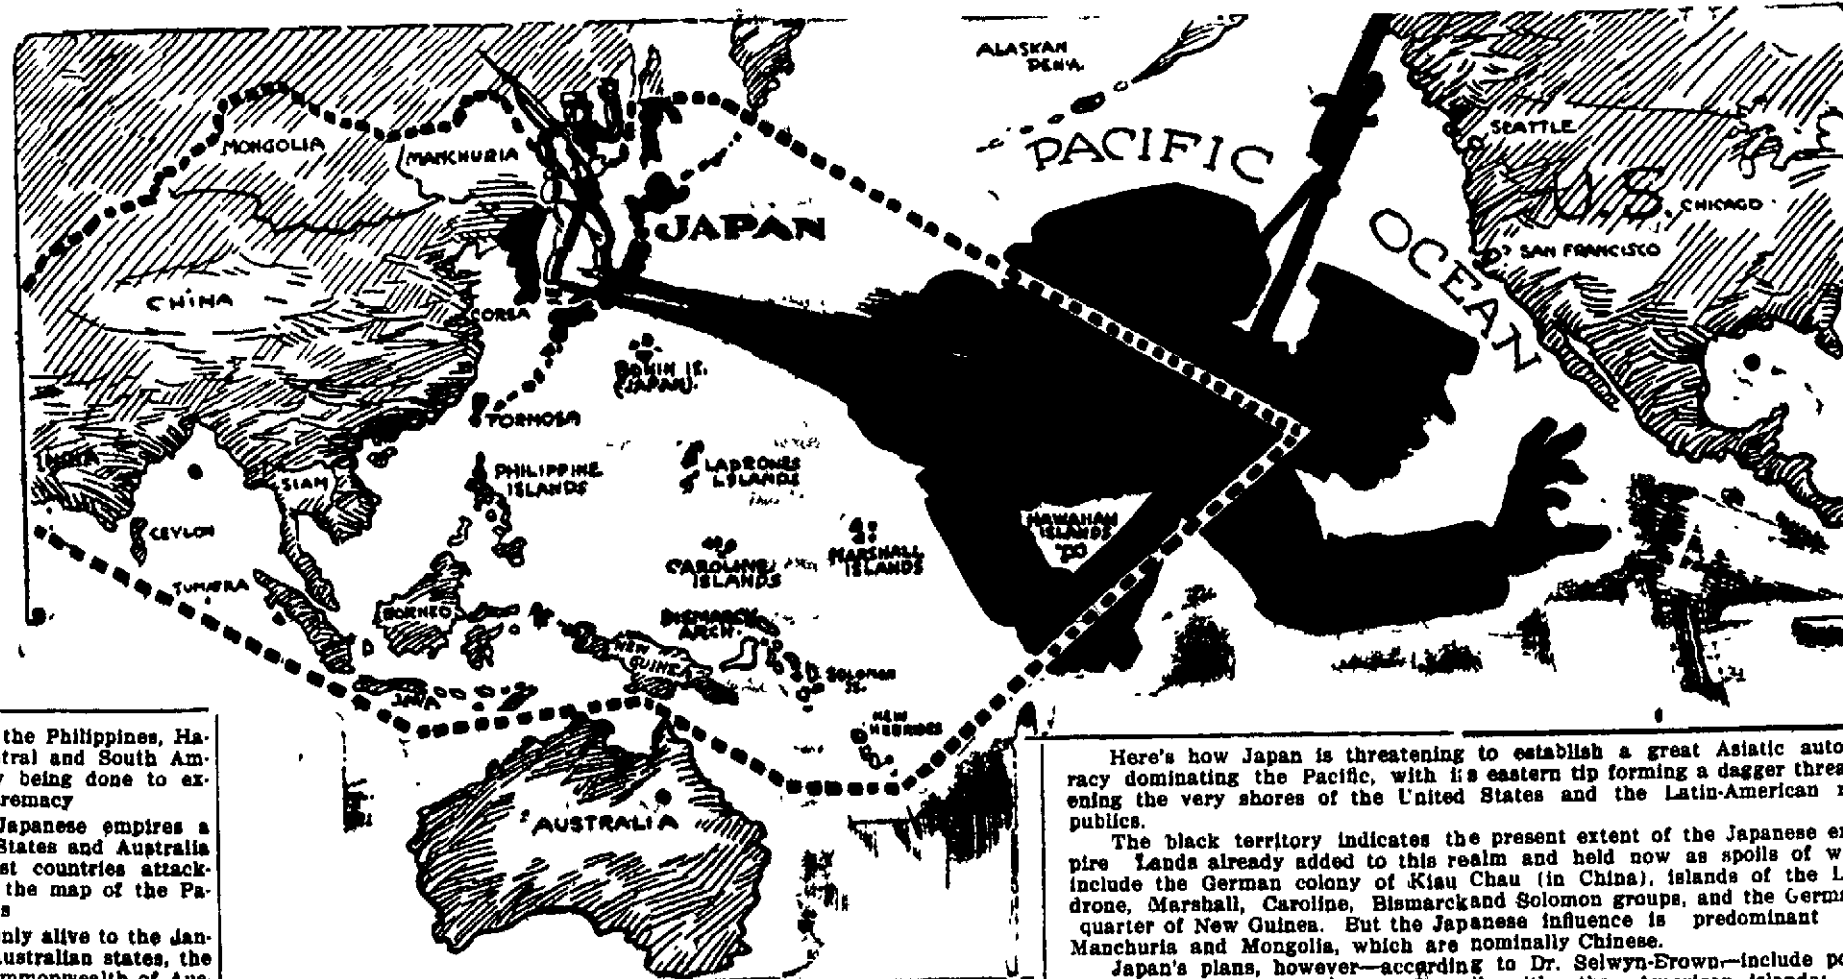 ALASKAN
PENA.
PACIFIC
OCEAN
SEATTLE
U.S.
CHICAGO
SAN FRANCISCO
MONGOLIA
MANCHURIA
JAPAN
CHINA
COREA
BONIN IS.
(JAPAN).
FORMOSA
INDIA
SIAM
PHILIPPINE
ISLANDS
LADRONES
ISLANDS
CEYLON
HAWAIIAN
ISLANDS
MARSHALL
ISLANDS
CAROLINE
ISLANDS
SUMATRA
BORNEO
BISMARCK
ARCH.
NEW
GUINEA
SOLOMON
IS.
JAVA
NEW
HEBRIDES
AUSTRALIA
the Philippines, Ha-
tral and South Am-
being done to ex-
remacy
Japanese empires a
States and Australia
st countries attack-
the map of the Pa-
s
nly alive to the dan-
ustralian states, the
mmonwealth of Aus-
Here's how Japan is threatening to establish a great Asiatic auto
racy dominating the Pacific, with its eastern tip forming a dagger threa
ening the very shores of the United States and the Latin-American r
publics.
The black territory indicates the present extent of the Japanese e
pire Lands already added to this realm and held now as spoils of w
include the German colony of Kiau Chau (in China), islands of the L
drone, Marshall, Caroline, Bismarck and Solomon groups, and the Germ
quarter of New Guinea. But the Japanese influence is predominant
Manchuria and Mongolia, which are nominally Chinese.
Japan's plans, however—according to Dr. Selwyn-Brown—include p